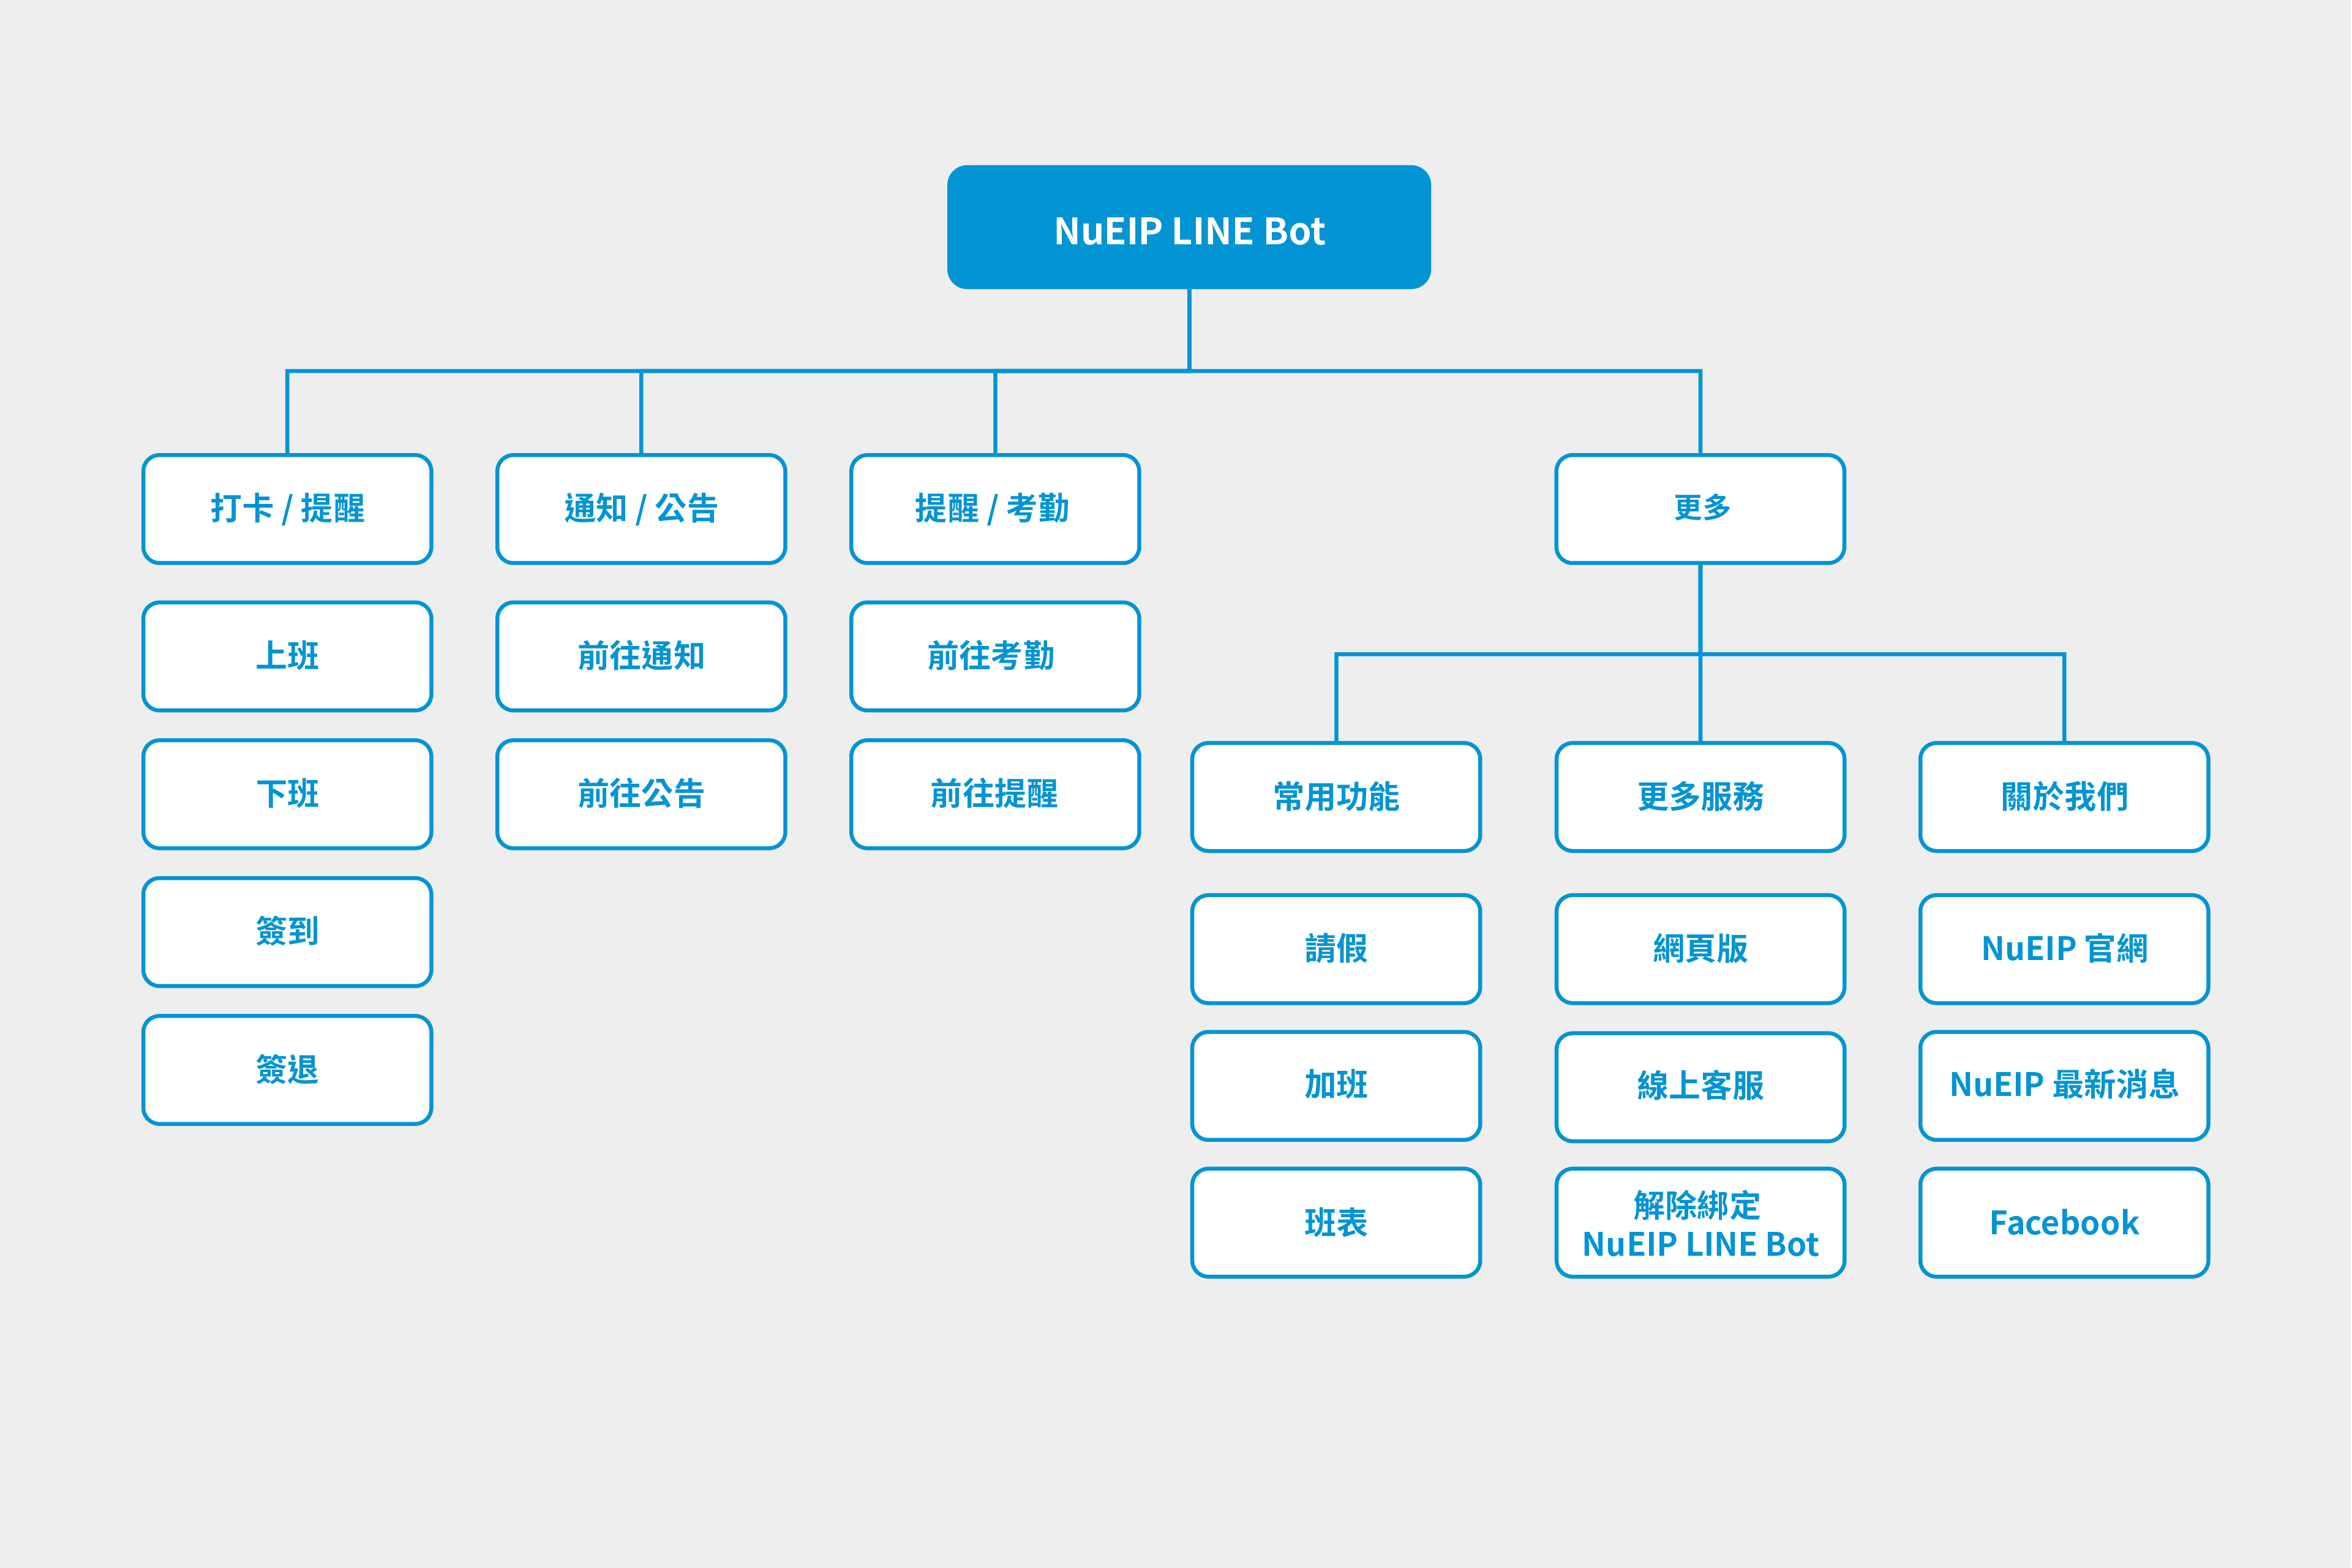 NuEIP LINE Bot
打卡 / 提醒
上班
下班
簽到
簽退
通知 / 公告
前往通知
前往公告
提醒 / 考勤
前往考勤
前往提醒
更多
常用功能
請假
加班
班表
更多服務
網頁版
線上客服
解除綁定
NuEIP LINE Bot
關於我們
NuEIP 官網
NuEIP 最新消息
Facebook